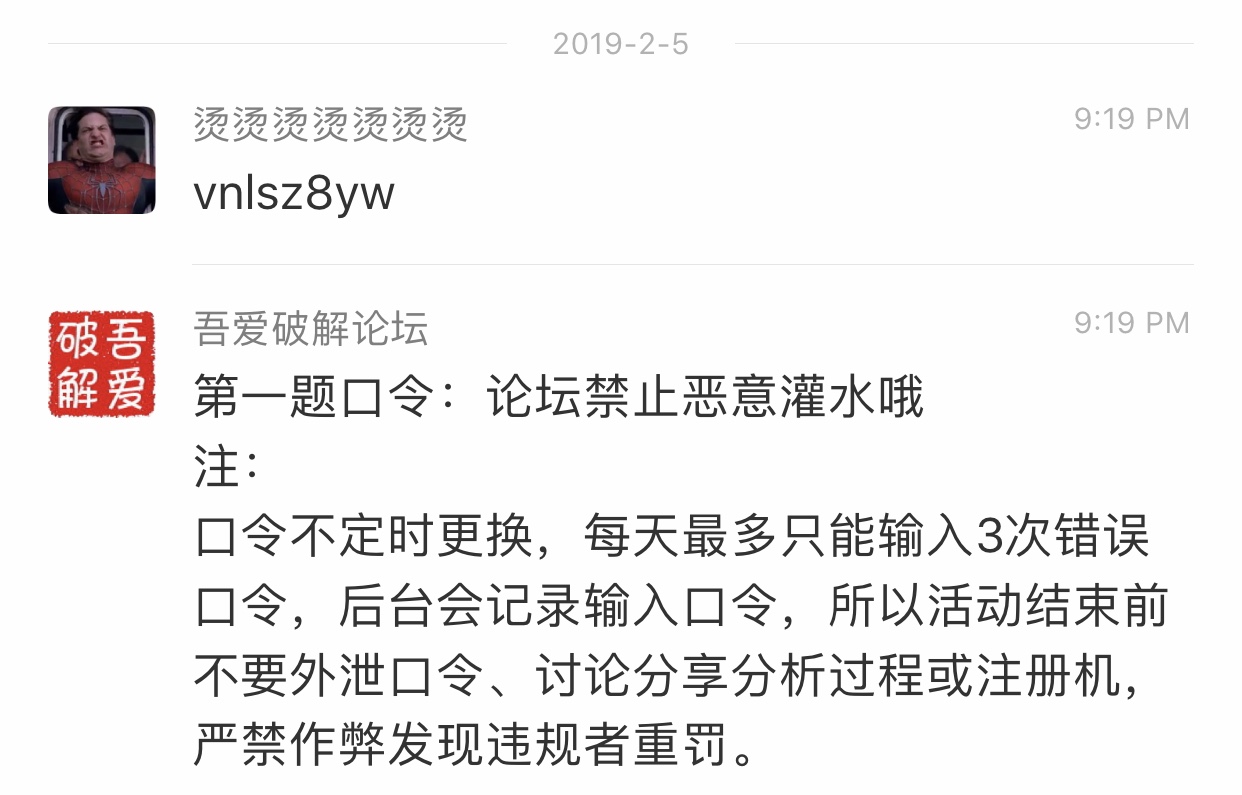 2019-2-5
烫烫烫烫烫烫烫
9:19 PM
vnlsz8yw
破吾
解爱
吾爱破解论坛
9:19 PM
第一题口令：论坛禁止恶意灌水哦
注：
口令不定时更换，每天最多只能输入3次错误
口令，后台会记录输入口令，所以活动结束前
不要外泄口令、讨论分享分析过程或注册机，
严禁作弊发现违规者重罚。